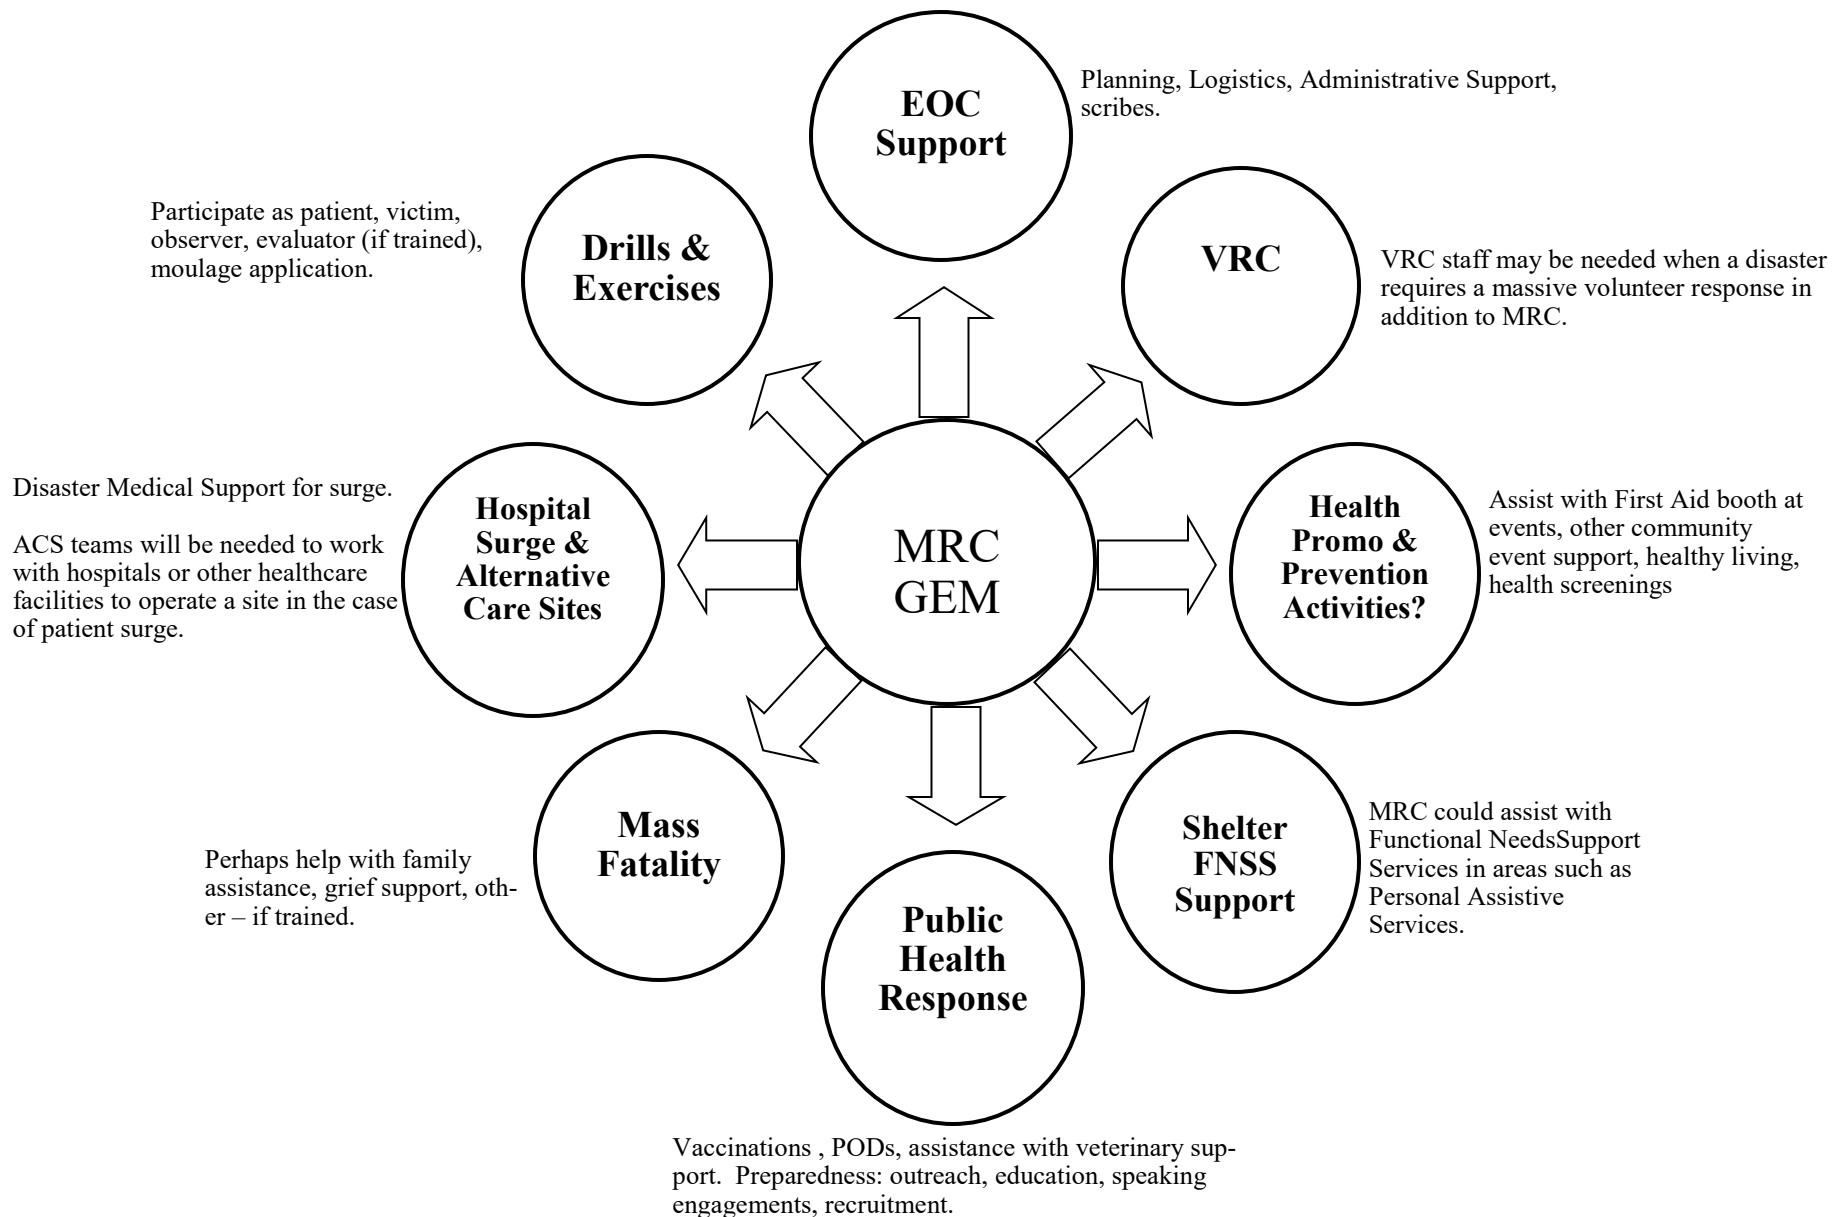 EOC
Support
Planning, Logistics, Administrative Support,
scribes.
Participate as patient, victim,
observer, evaluator (if trained),
moulage application.
Drills &
Exercises
VRC
VRC staff may be needed when a disaster
requires a massive volunteer response in
addition to MRC.
Disaster Medical Support for surge.
ACS teams will be needed to work
with hospitals or other healthcare
facilities to operate a site in the case
of patient surge.
Hospital
Surge &
Alternative
Care Sites
MRC
GEM
Health
Promo &
Prevention
Activities?
Assist with First Aid booth at
events, other community
event support, healthy living,
health screenings
Perhaps help with family
assistance, grief support, oth-
er – if trained.
Mass
Fatality
Public
Health
Response
Shelter
FNSS
Support
MRC could assist with
Functional NeedsSupport
Services in areas such as
Personal Assistive
Services.
Vaccinations , PODs, assistance with veterinary sup-
port.  Preparedness: outreach, education, speaking
engagements, recruitment.